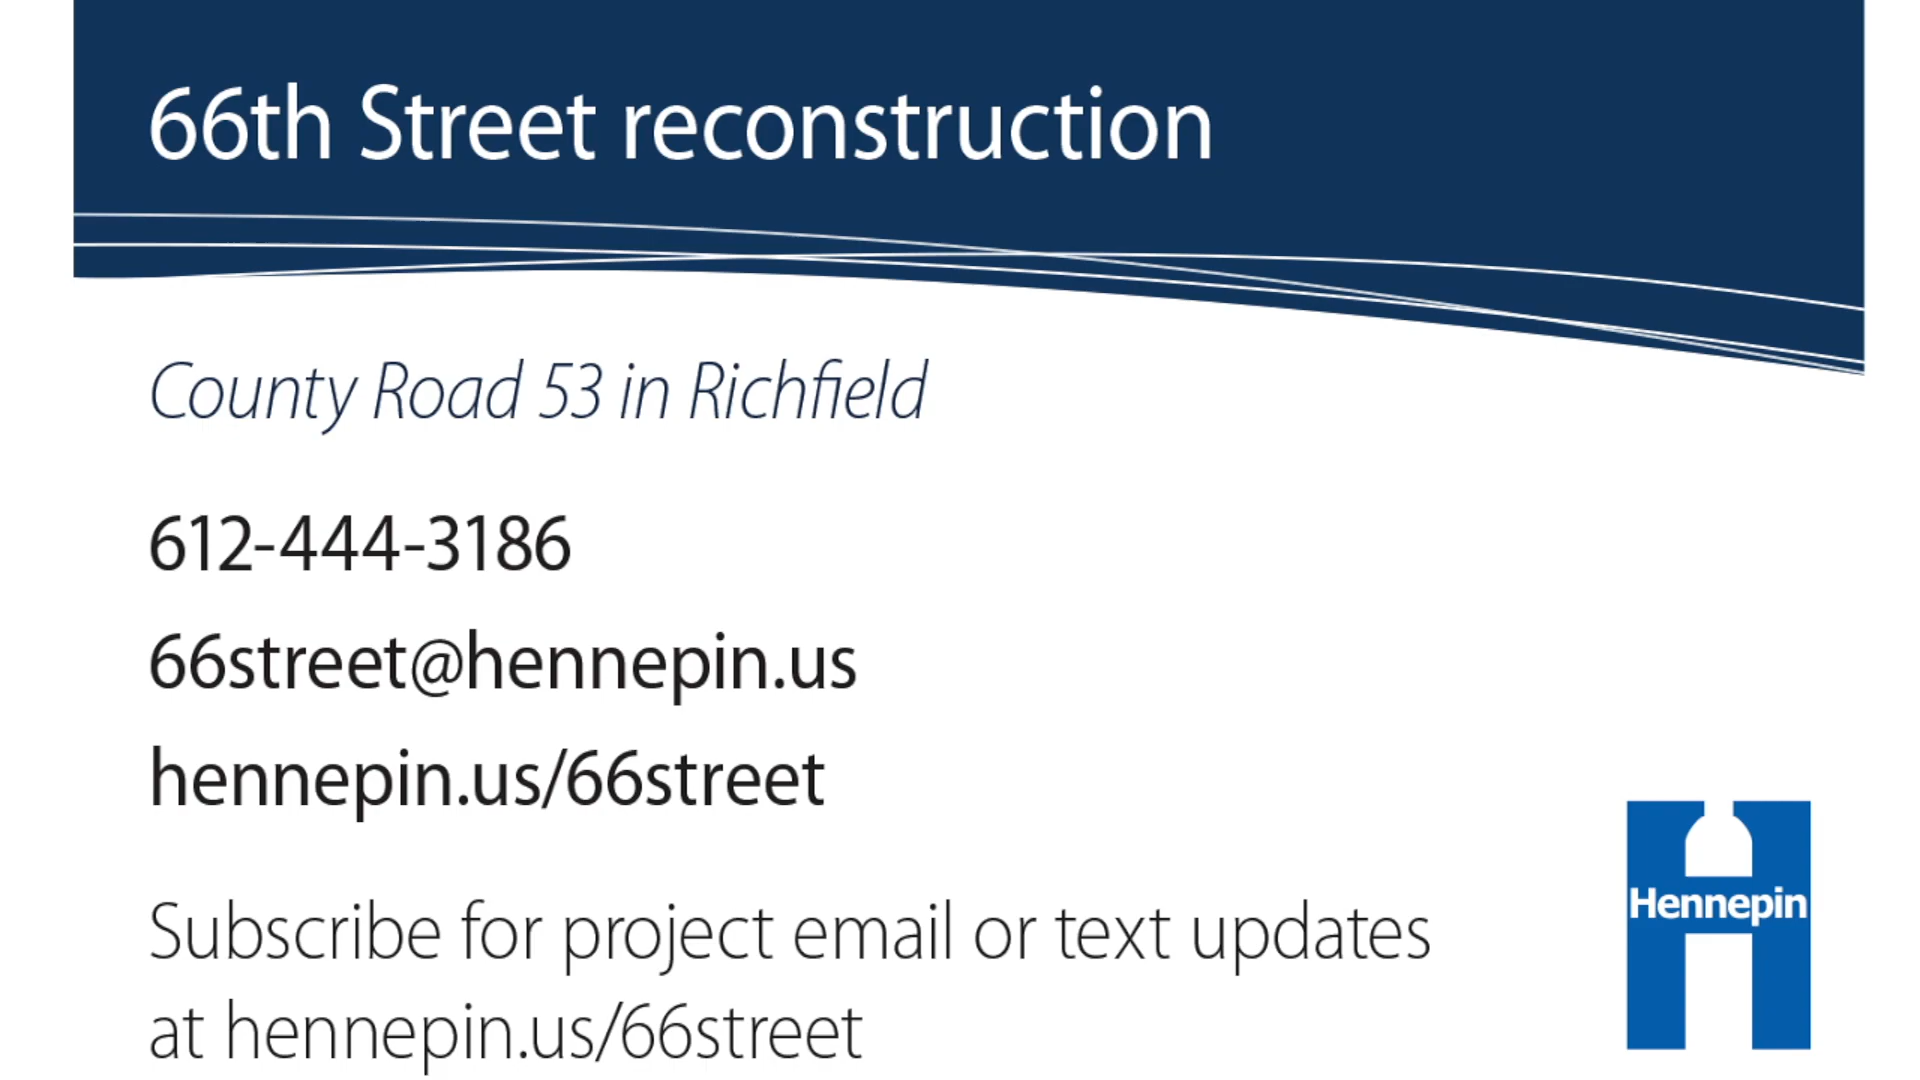 66th Street reconstruction
County Road 53 in Richfield
612-444-3186
66street@hennepin.us
hennepin.us/66street
Subscribe for project email or text updates
at hennepin.us/66street
Hennepin